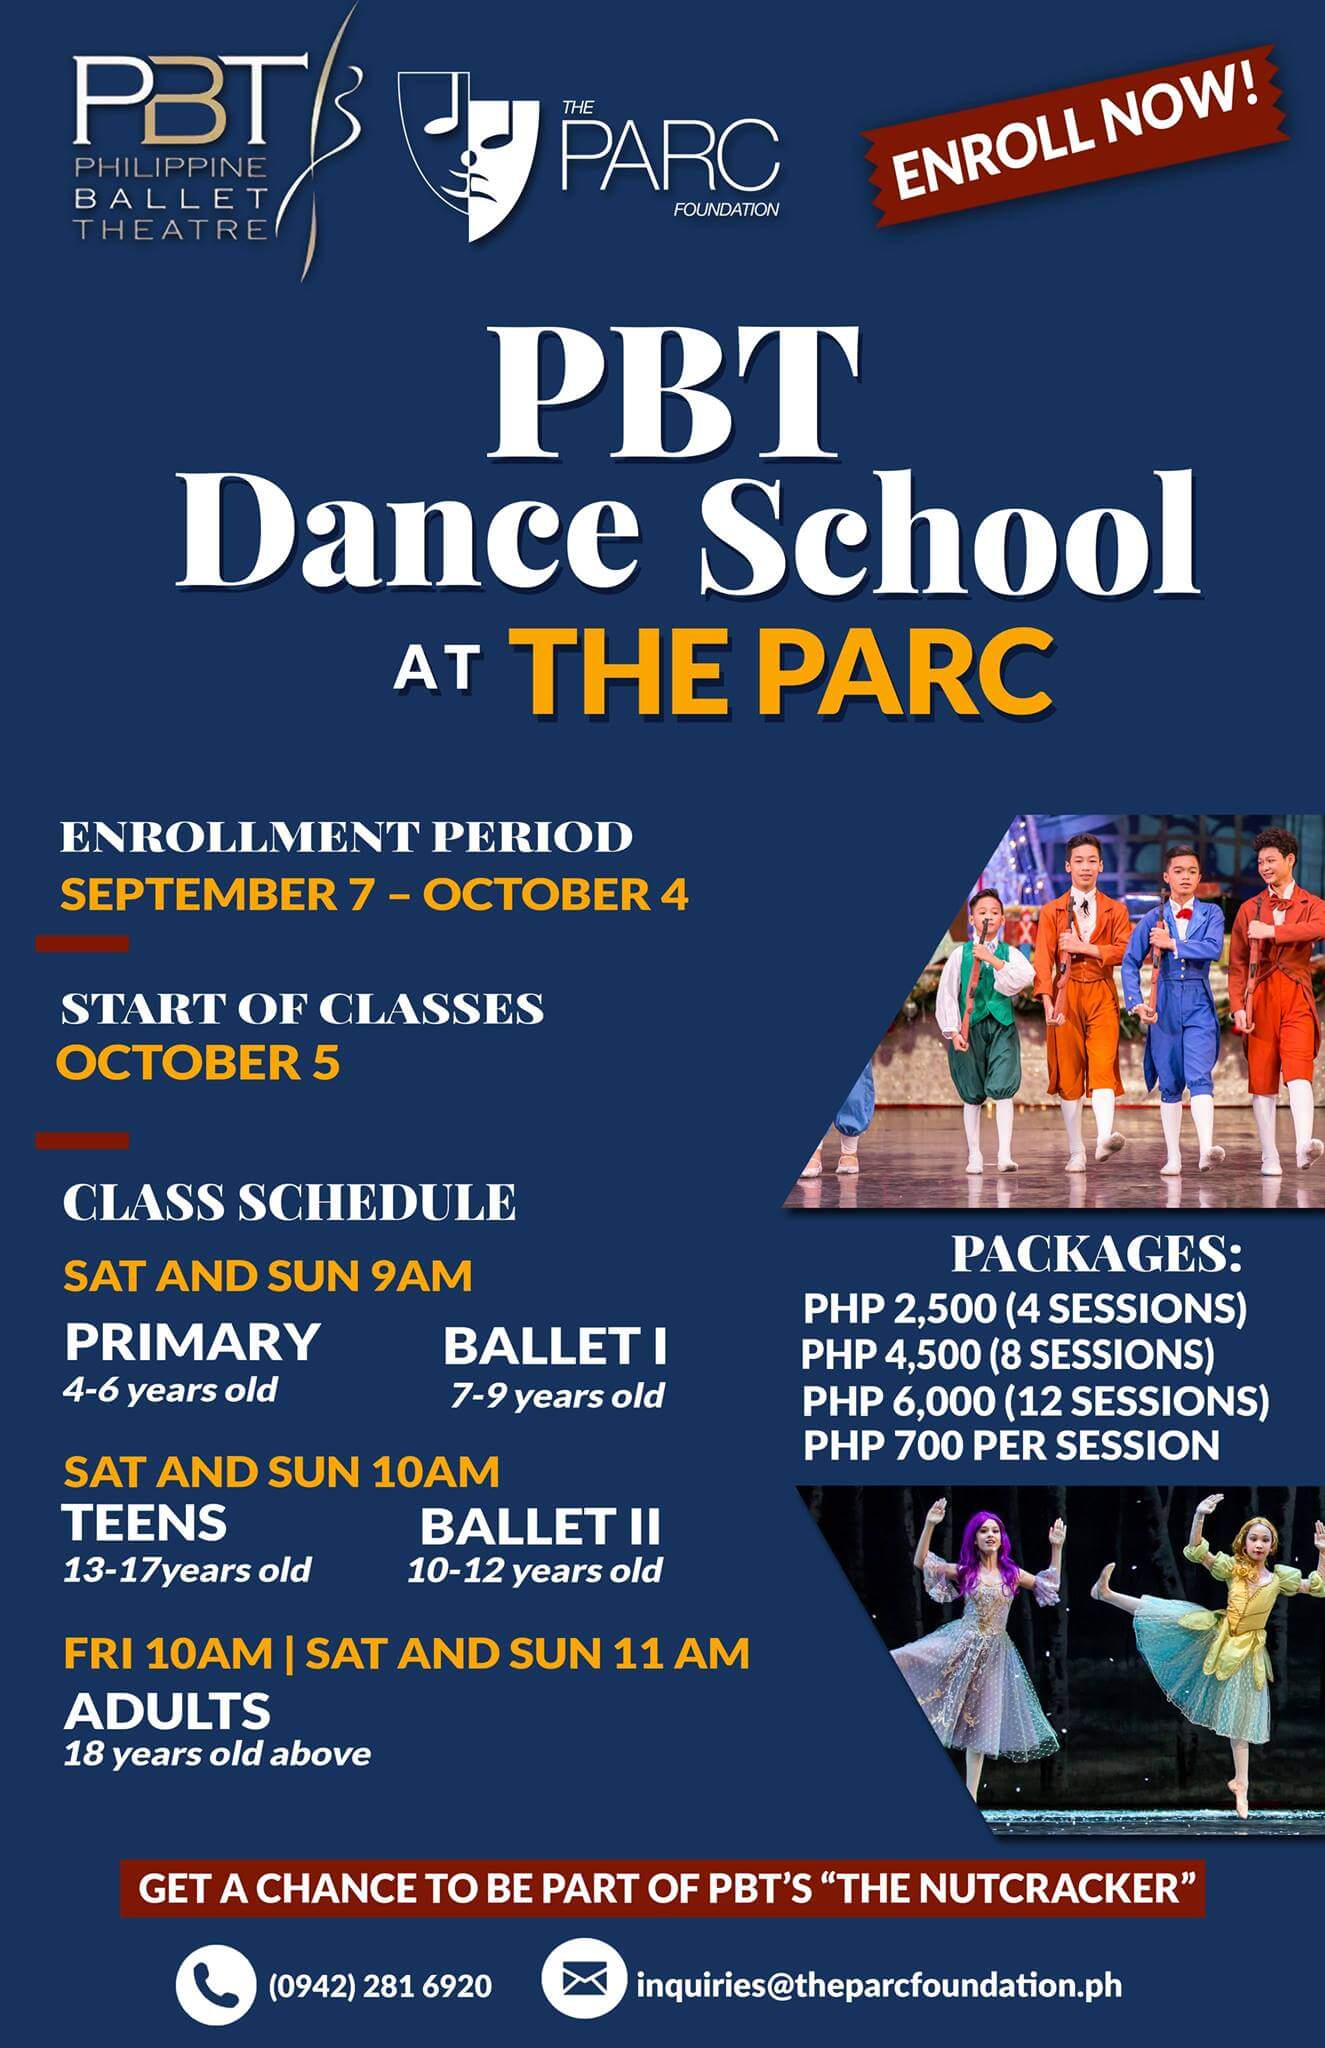 PBT
PHILIPPINE
BALLET
THEATRE
THE
PARC
FOUNDATION
ENROLL NOW!
PBT
Dance School
AT THE PARC
ENROLLMENT PERIOD
SEPTEMBER 7 – OCTOBER 4
START OF CLASSES
OCTOBER 5
CLASS SCHEDULE
SAT AND SUN 9AM
PRIMARY
4-6 years old
BALLET I
7-9 years old
SAT AND SUN 10AM
TEENS
13-17years old
BALLET II
10-12 years old
FRI 10AM | SAT AND SUN 11 AM
ADULTS
18 years old above
PACKAGES:
PHP 2,500 (4 SESSIONS)
PHP 4,500 (8 SESSIONS)
PHP 6,000 (12 SESSIONS)
PHP 700 PER SESSION
GET A CHANCE TO BE PART OF PBT'S “THE NUTCRACKER”
(0942) 281 6920
inquiries@theparcfoundation.ph